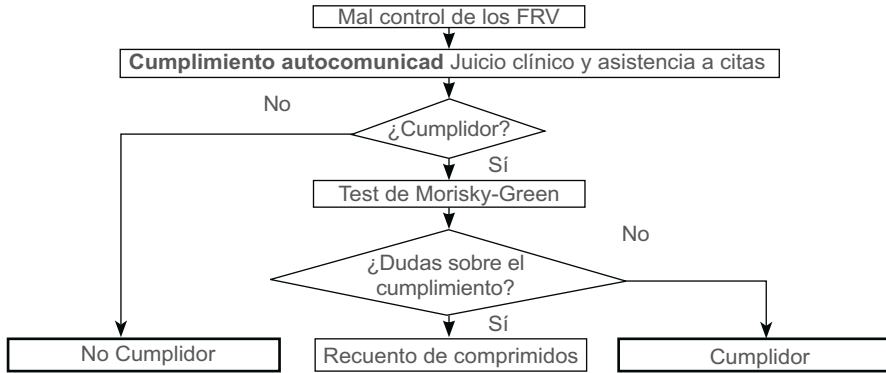 Mal control de los FRV
Cumplimiento autocomunicad Juicio clínico y asistencia a citas
No
¿Cumplidor?
Sí
Test de Morisky-Green
No
¿Dudas sobre el
cumplimiento?
Sí
No Cumplidor
Recuento de comprimidos
Cumplidor